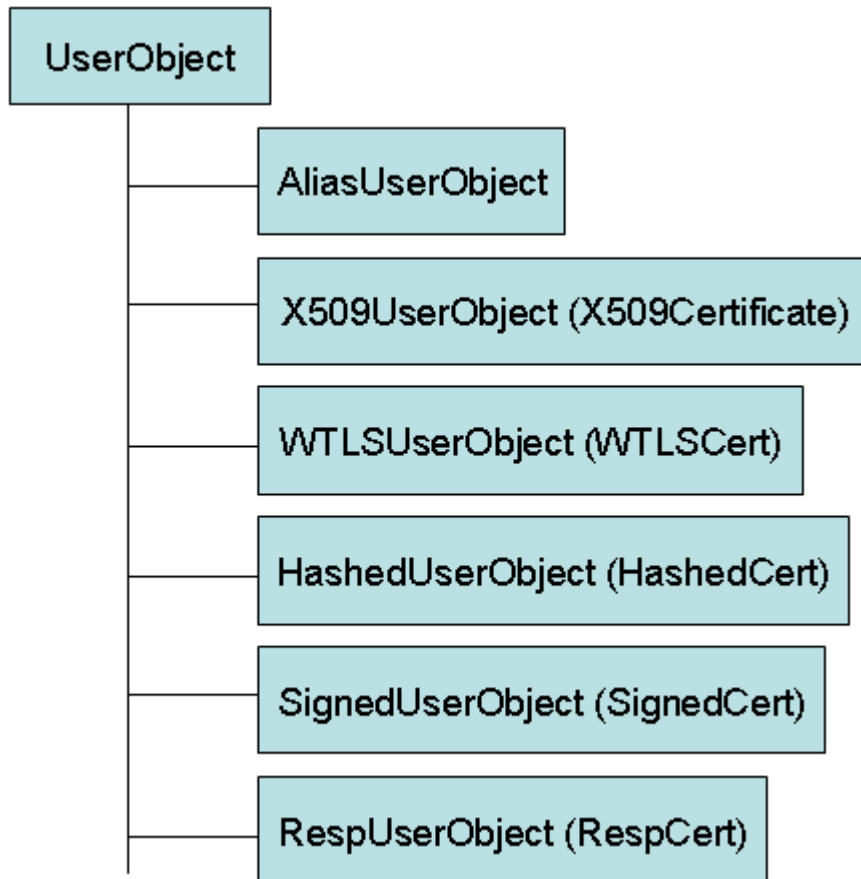 UserObject
AliasUserObject
X509UserObject (X509Certificate)
WTLSUserObject (WTLSCert)
HashedUserObject (HashedCert)
SignedUserObject (SignedCert)
RespUserObject (RespCert)